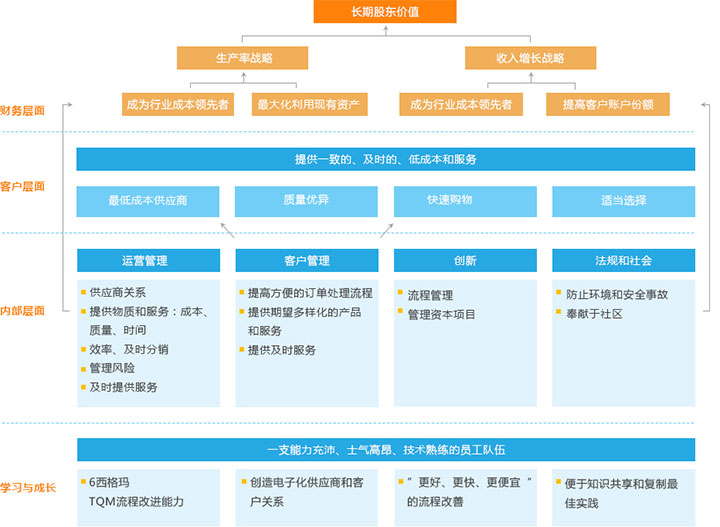 长期股东价值
生产率战略
收入增长战略
财务层面
成为行业成本领先者
最大化利用现有资产
成为行业成本领先者
提高客户账户份额
提供一致的、及时的、低成本和服务
客户层面
最低成本供应商
质量优异
快速购物
适当选择
内部层面
运营管理
供应商关系
提供物质和服务：成本、
质量、时间
效率、及时分销
管理风险
及时提供服务
客户管理
提高方便的订单处理流程
提供期望多样化的产品
和服务
提供及时服务
创新
流程管理
管理资本项目
法规和社会
防止环境和安全事故
奉献于社区
一支能力充沛、士气高昂、技术熟练的员工队伍
学习与成长
6西格玛
TQM流程改进能力
创造电子化供应商和客
户关系
"更好、更快、更便宜"
的流程改善
便于知识共享和复制最
佳实践